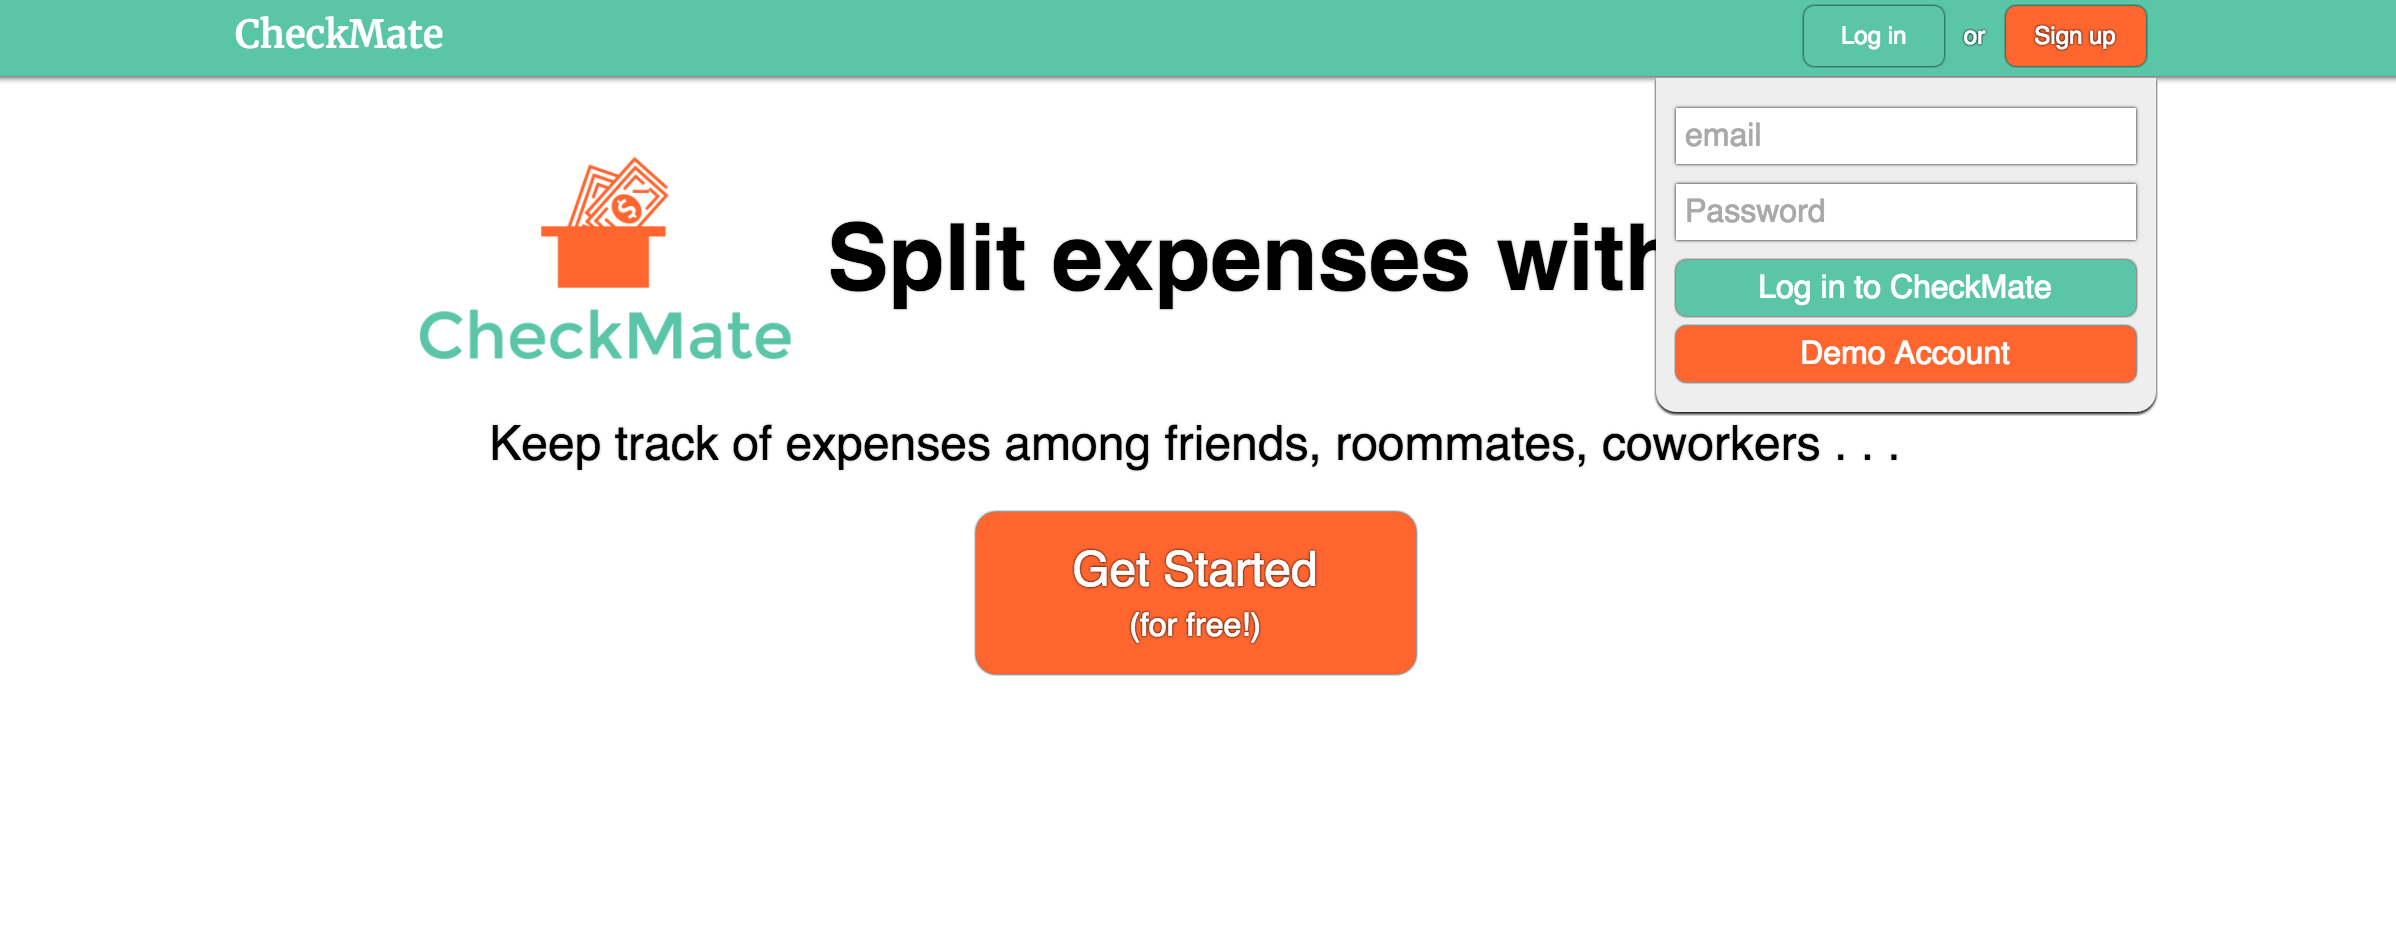 CheckMate
Log in or Sign up
email
Password
Log in to CheckMate
Demo Account
$
CheckMate
Split expenses with
Keep track of expenses among friends, roommates, coworkers . . .
Get Started
(for free!)